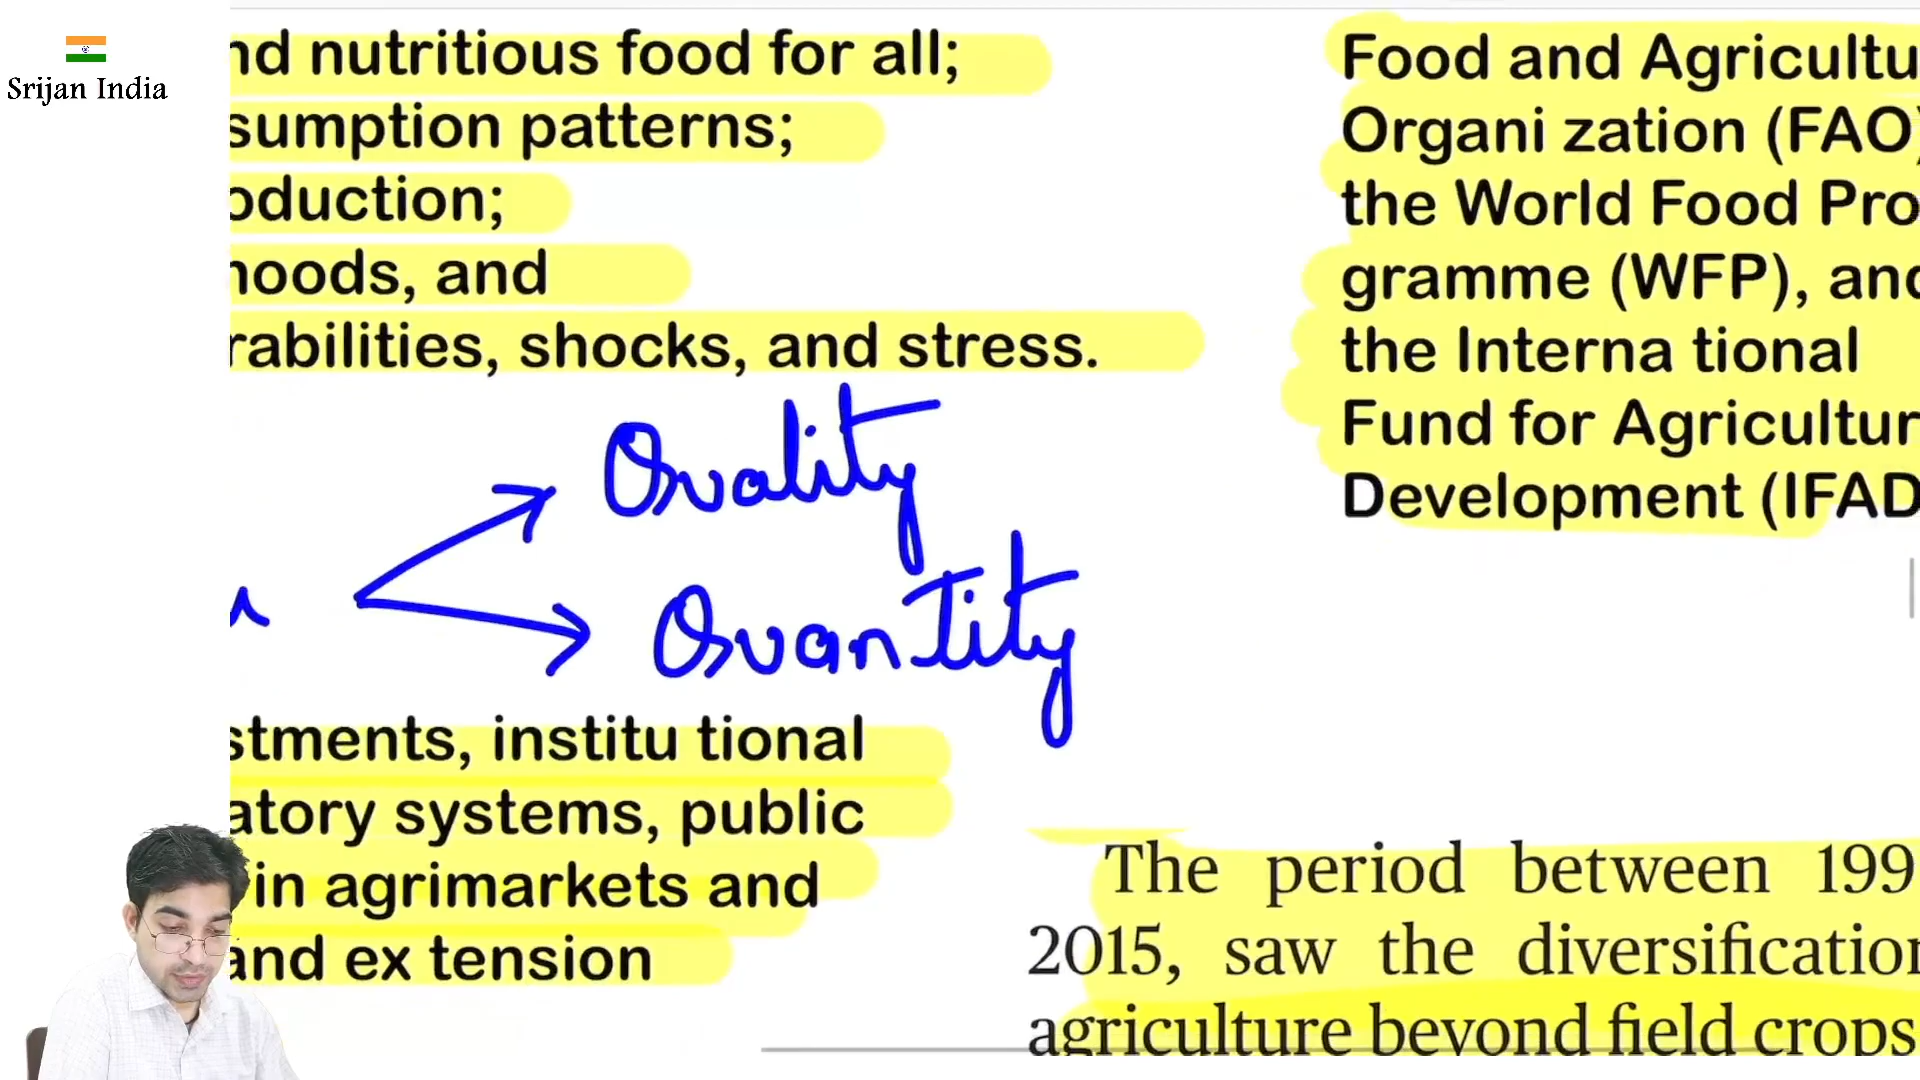 Srijan India
nd nutritious food for all;
sumption patterns;
oduction;
hoods, and
rabilities, shocks, and stress.
Quality
Quantity
stments, institu tional
atory systems, public
in agrimarkets and
and ex tension
Food and Agricultu
Organi zation (FAO)
the World Food Pro
gramme (WFP), and
the Interna tional
Fund for Agricultur
Development (IFAD
The period between 199
2015, saw the diversification
agriculture beyond field crops